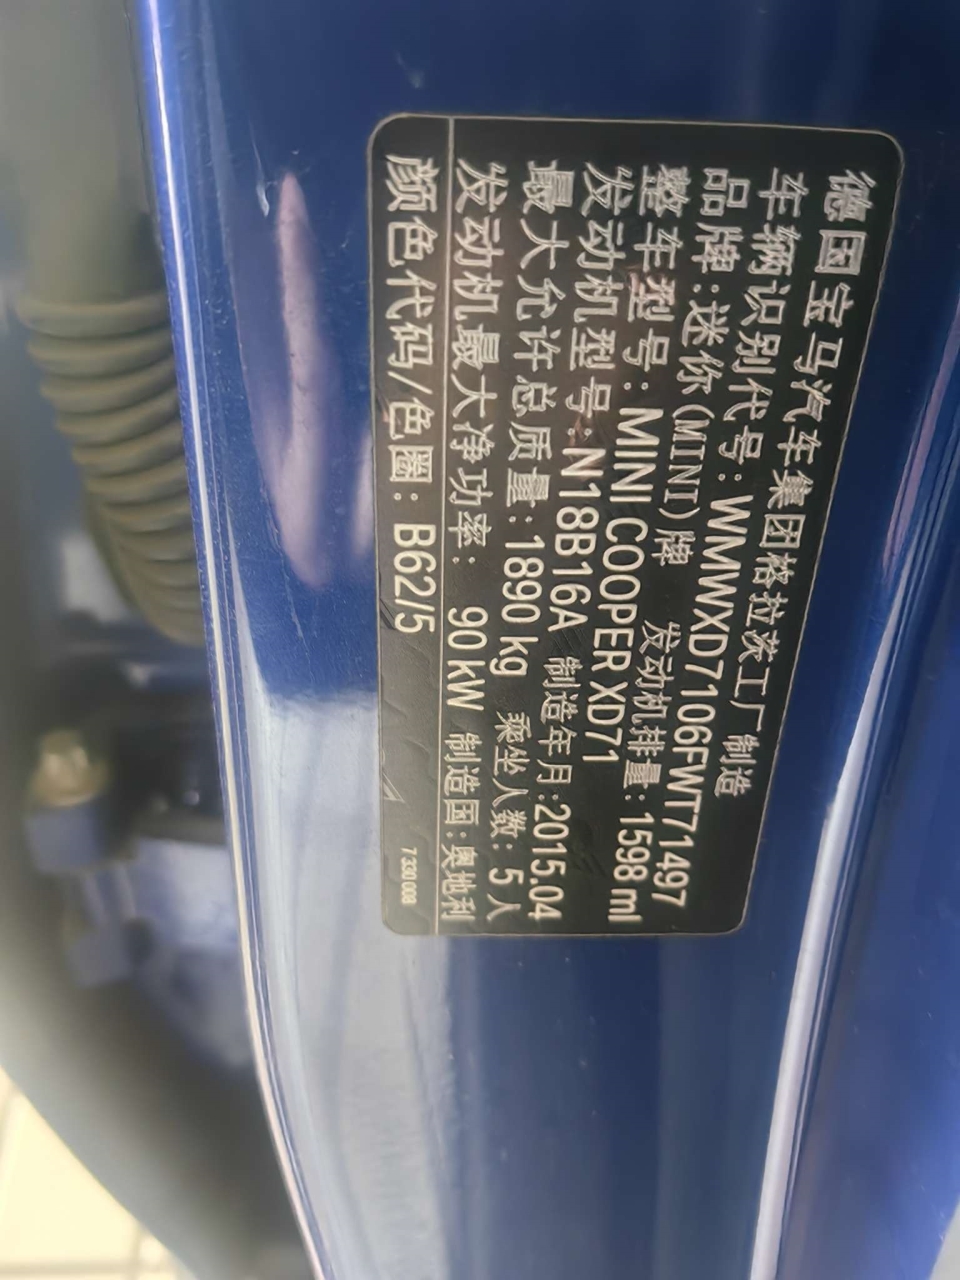 德国宝马汽车集团格拉茨工厂制造
车辆识别代号:WMWXD7106FWT71497
品牌:迷你(MINI)牌 发动机排量:1598 ml
整车型号:MINI COOPER XD71
发动机型号:N18B16A 制造年月:2015.04
最大允许总质量:1890 kg 乘坐人数:5人
发动机最大净功率: 90 kW 制造国:奥地利
颜色代码/色圈: B62/5 7 330 008